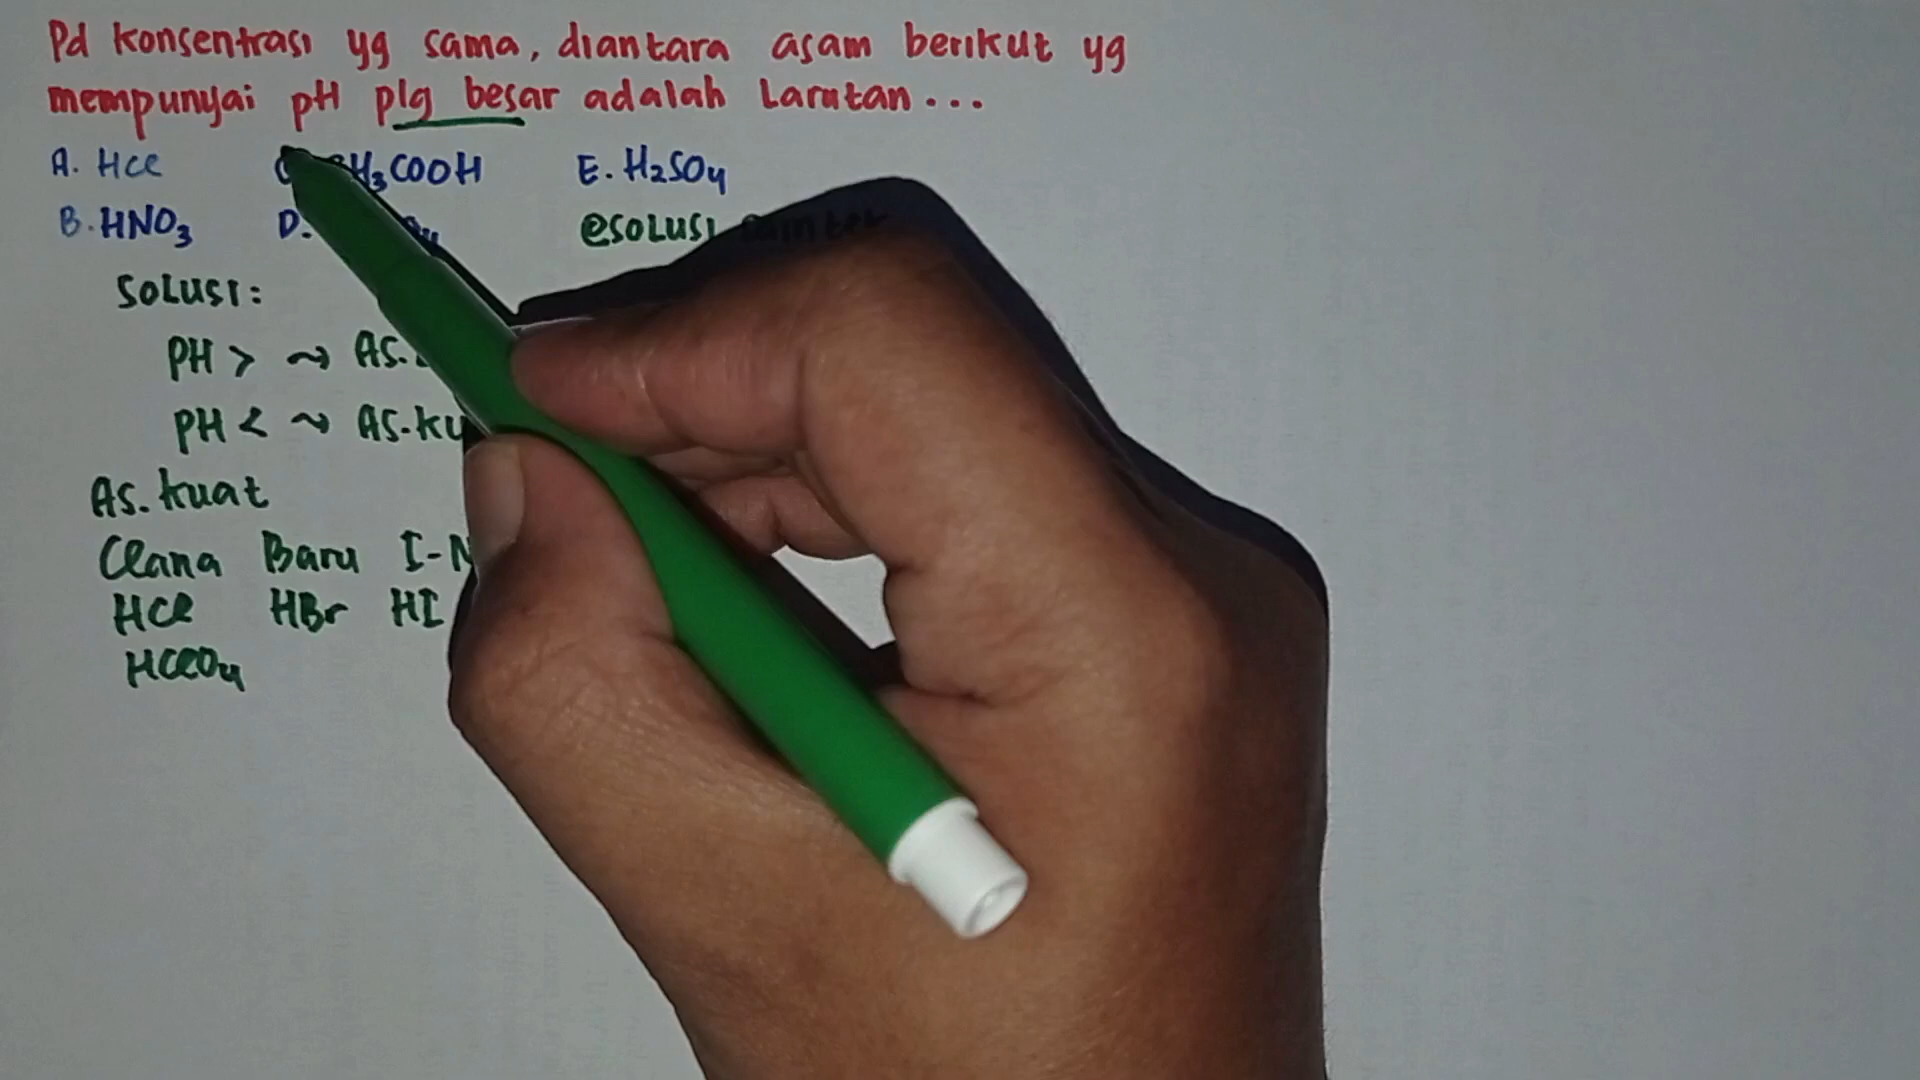 Pd konsentrasi yg sama, diantara asam berikut yg
mempunyai pH plg besar adalah Larutan...
A. HCl H3COOH E. H2SO4
B. HNO3 D. @SOLUSI
SOLUSI:
PH > ⇝ AS.
PH < ⇝ AS.
AS. kuat
Clana Baru I-N
HCl HBr HI
HClO4